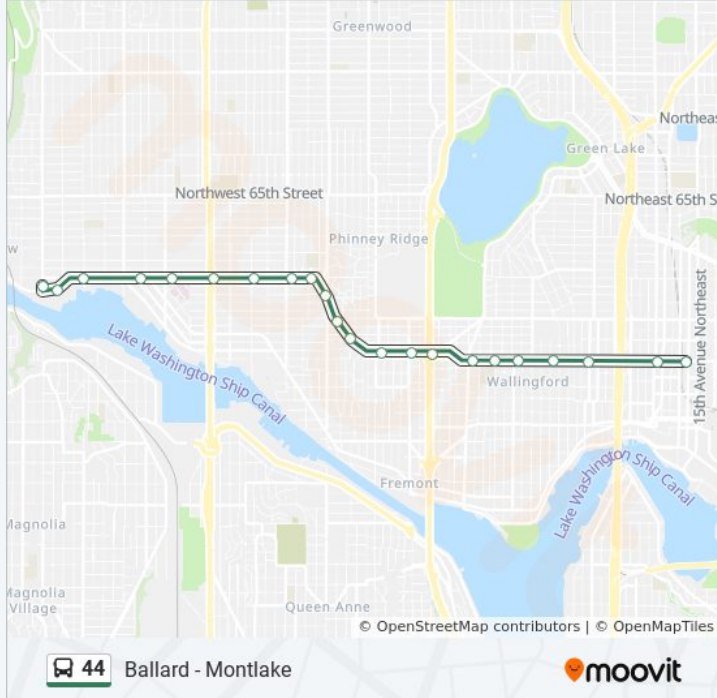 Greenwood
Northeas
Green Lake
Northwest 65th Street
Northeast 65th S
w
Phinney Ridge
15th Avenue Northeast
Lake Washington Ship Canal
Wallingford
Lake Washington Ship Canal
Fremont
Magnolia
Magnolia
Village
Queen Anne
© OpenStreetMap contributors | © OpenMapTiles
44 Ballard - Montlake
moovit